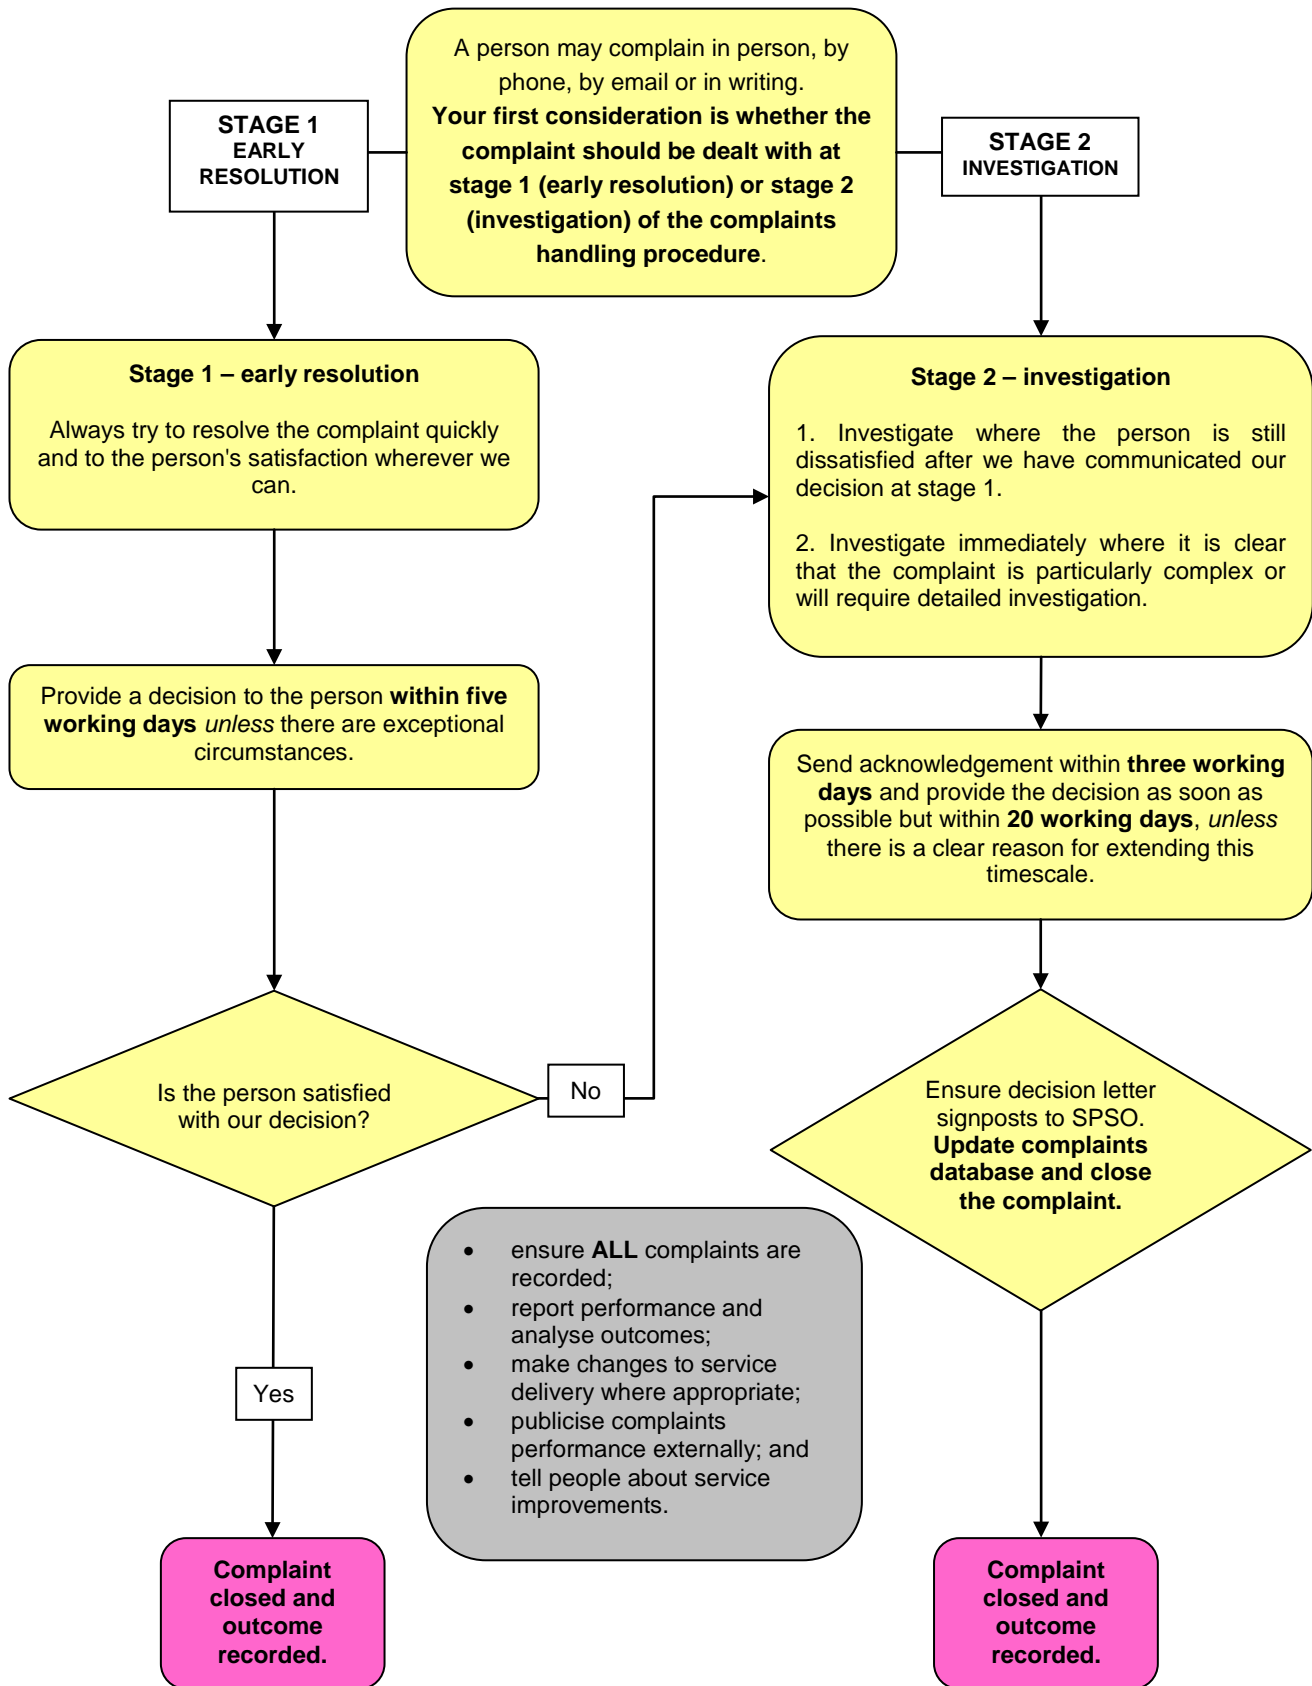 A person may complain in person, by
phone, by email or in writing.
Your first consideration is whether the
complaint should be dealt with at
stage 1 (early resolution) or stage 2
(investigation) of the complaints
handling procedure.
STAGE 1
EARLY
RESOLUTION
STAGE 2
INVESTIGATION
Stage 1 – early resolution
Always try to resolve the complaint quickly
and to the person's satisfaction wherever we
can.
Stage 2 – investigation
1. Investigate where the person is still
dissatisfied after we have communicated our
decision at stage 1.
2. Investigate immediately where it is clear
that the complaint is particularly complex or
will require detailed investigation.
Provide a decision to the person within five
working days unless there are exceptional
circumstances.
Send acknowledgement within three working
days and provide the decision as soon as
possible but within 20 working days, unless
there is a clear reason for extending this
timescale.
Is the person satisfied
with our decision?
No
Ensure decision letter
signposts to SPSO.
Update complaints
database and close
the complaint.
• ensure ALL complaints are
recorded;
• report performance and
analyse outcomes;
• make changes to service
delivery where appropriate;
• publicise complaints
performance externally; and
• tell people about service
improvements.
Yes
Complaint
closed and
outcome
recorded.
Complaint
closed and
outcome
recorded.